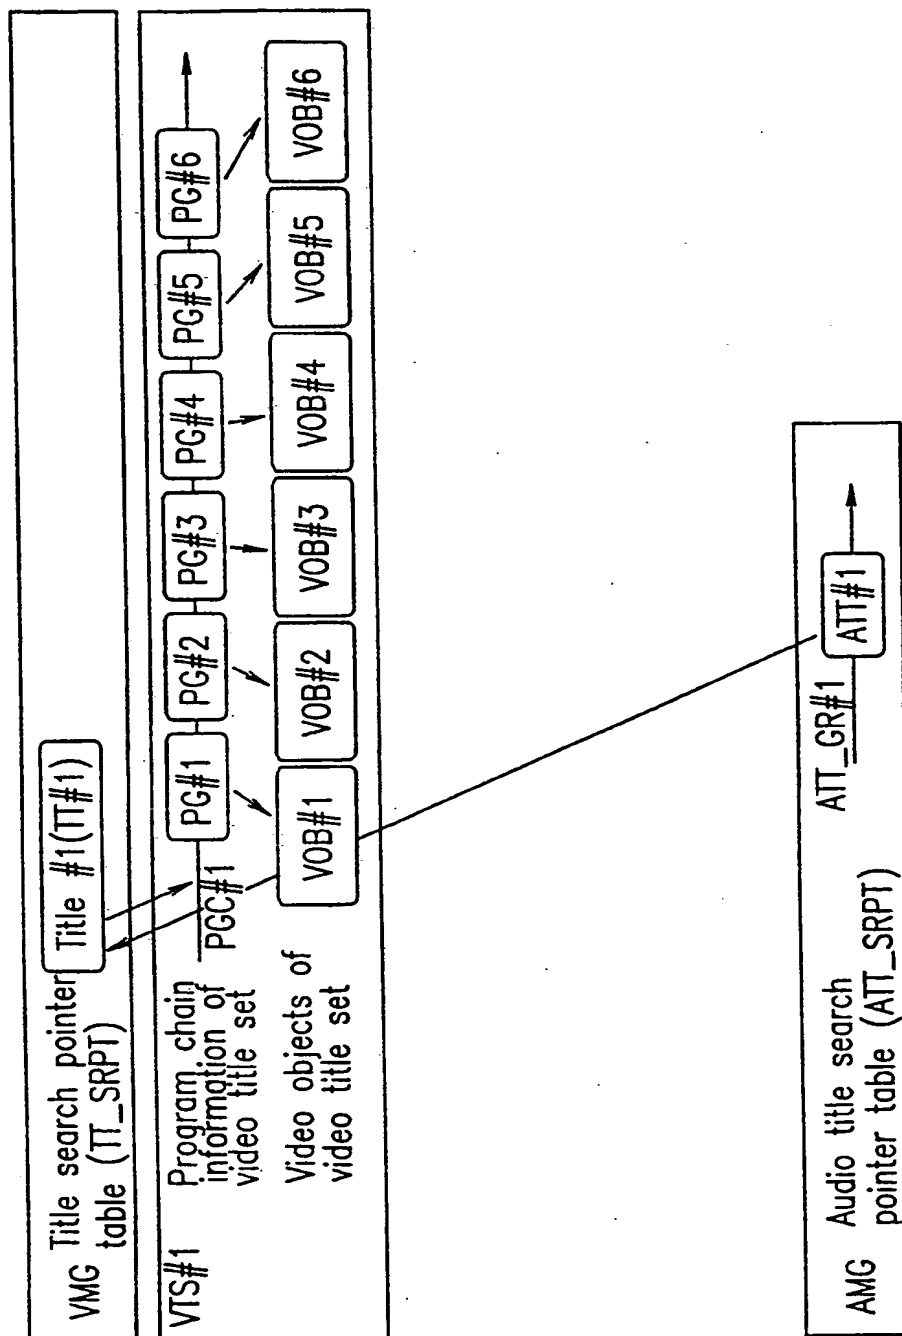 VMG
Title search pointer
table (TT_SRPT)
Title #1(TT#1)
VTS#1
Program chain
information of
video title set
PGC#1
PG#1
PG#2
PG#3
PG#4
PG#5
PG#6
Video objects of
video title set
VOB#1
VOB#2
VOB#3
VOB#4
VOB#5
VOB#6
AMG
Audio title search
pointer table (ATT_SRPT)
ATT_GR#1
ATT#1